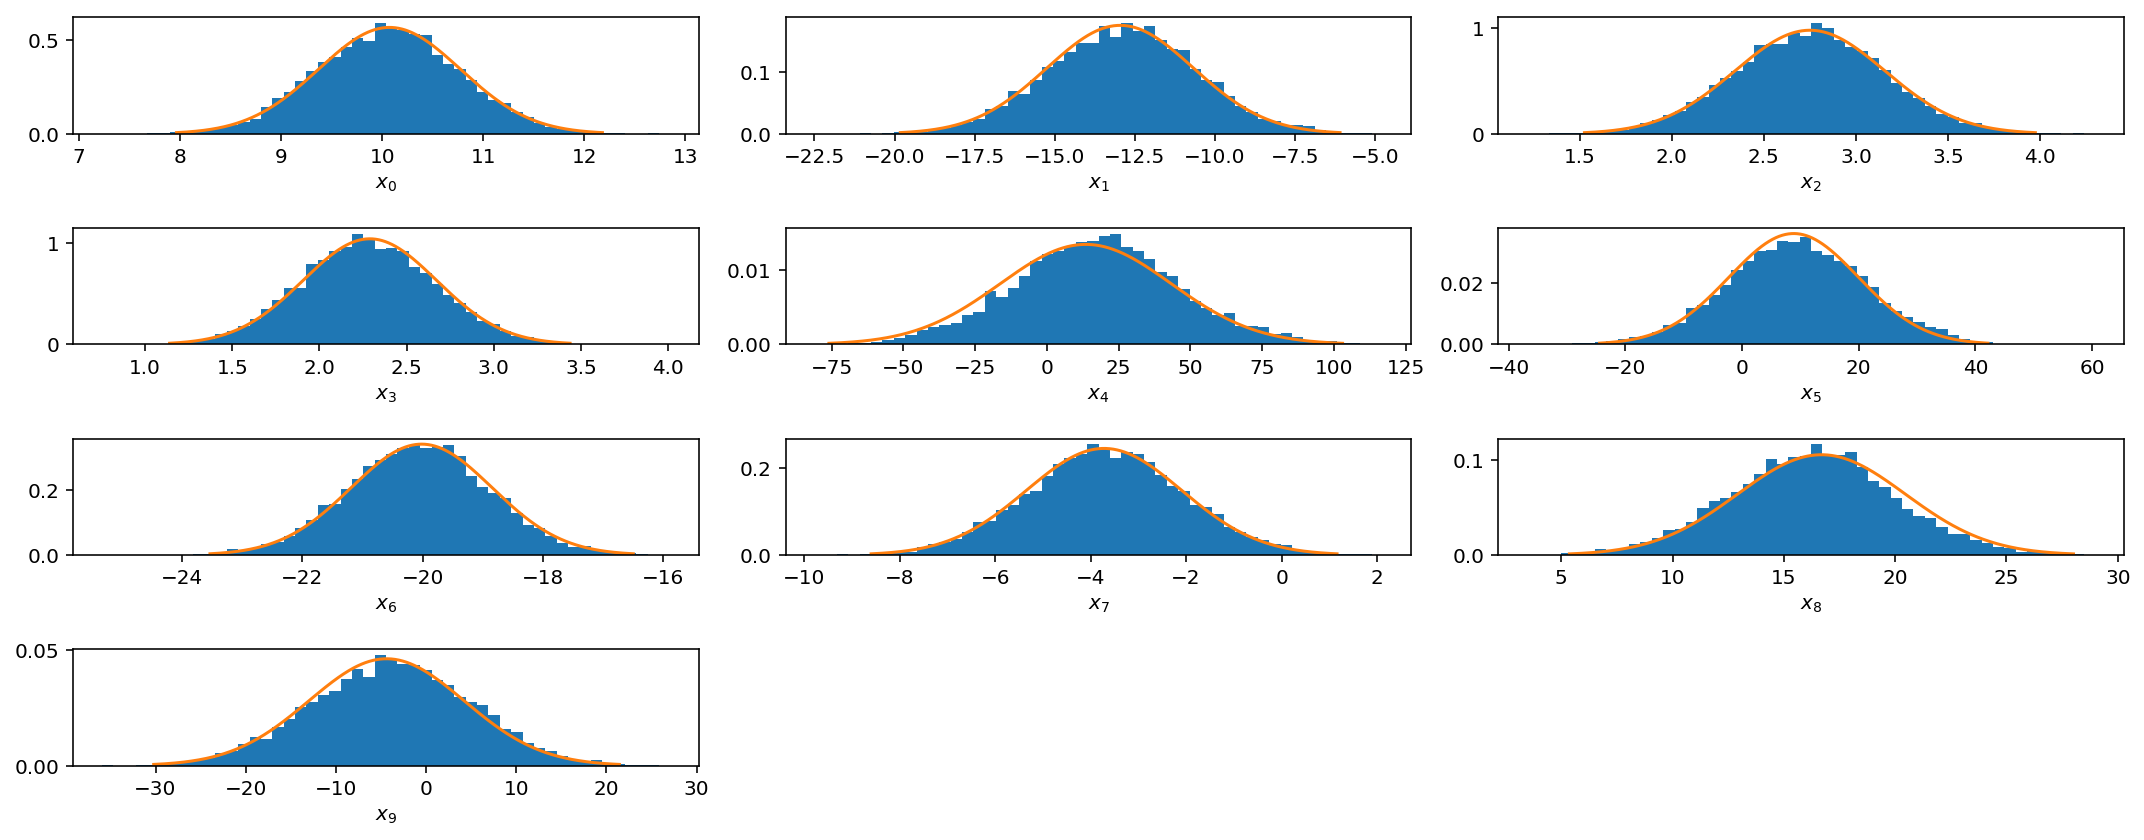 0.5
0.0
7 8 9 10 11 12 13
x₀
0.1
0.0
−22.5 −20.0 −17.5 −15.0 −12.5 −10.0 −7.5 −5.0
x₁
1
0
1.5 2.0 2.5 3.0 3.5 4.0
x₂
1
0
1.0 1.5 2.0 2.5 3.0 3.5 4.0
x₃
0.01
0.00
−75 −50 −25 0 25 50 75 100 125
x₄
0.02
0.00
−40 −20 0 20 40 60
x₅
0.2
0.0
−24 −22 −20 −18 −16
x₆
0.2
0.0
−10 −8 −6 −4 −2 0 2
x₇
0.1
0.0
5 10 15 20 25 30
x₈
0.05
0.00
−30 −20 −10 0 10 20 30
x₉